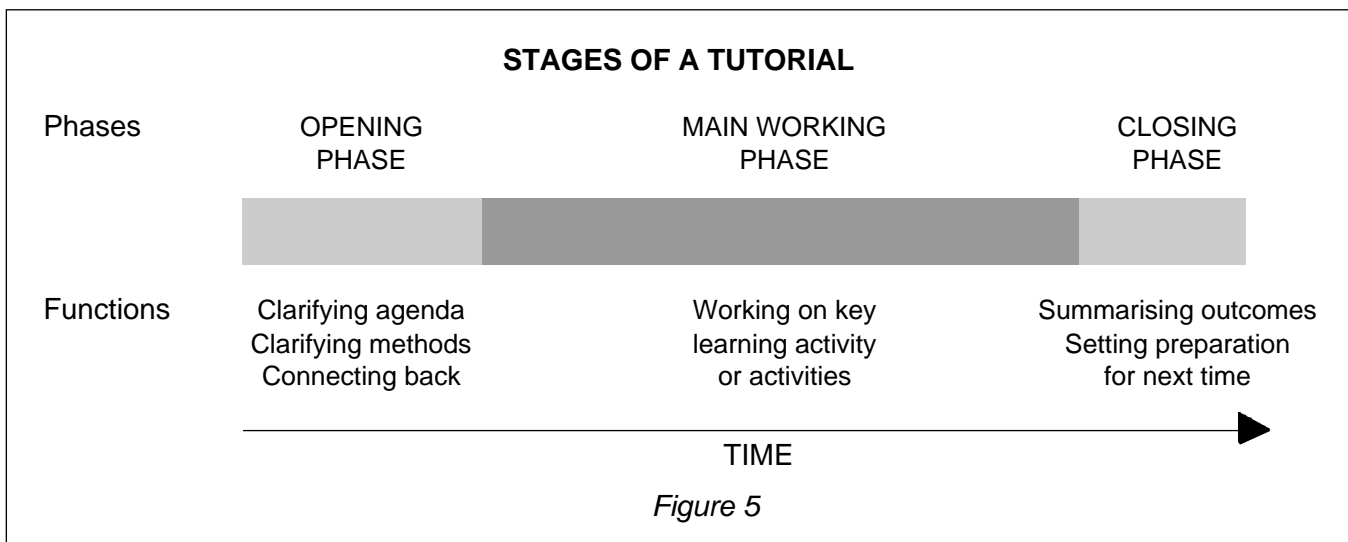 STAGES OF A TUTORIAL
Phases
OPENING
PHASE
MAIN WORKING
PHASE
CLOSING
PHASE
Functions
Clarifying agenda
Clarifying methods
Connecting back
Working on key
learning activity
or activities
Summarising outcomes
Setting preparation
for next time
TIME
Figure 5